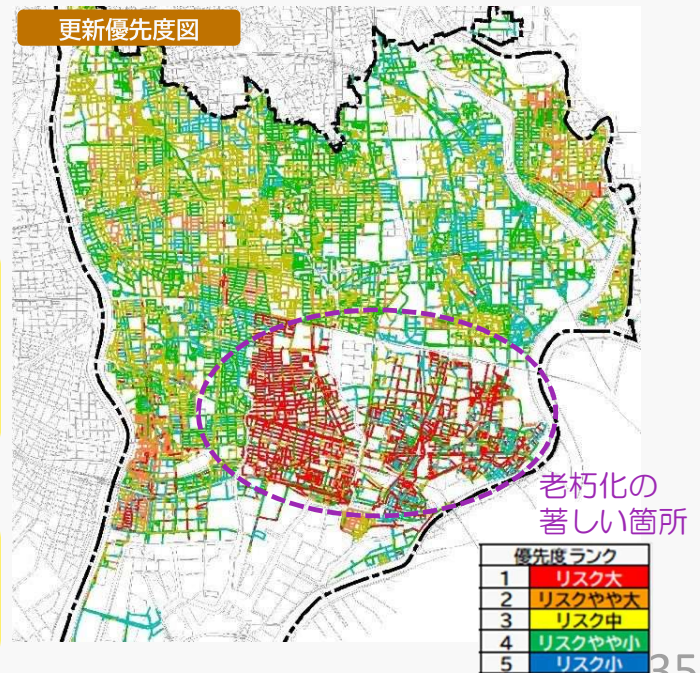 更新優先度図
老朽化の
著しい箇所
優先度ランク
1 リスク大
2 リスクやや大
3 リスク中
4 リスクやや小
5 リスク小
35